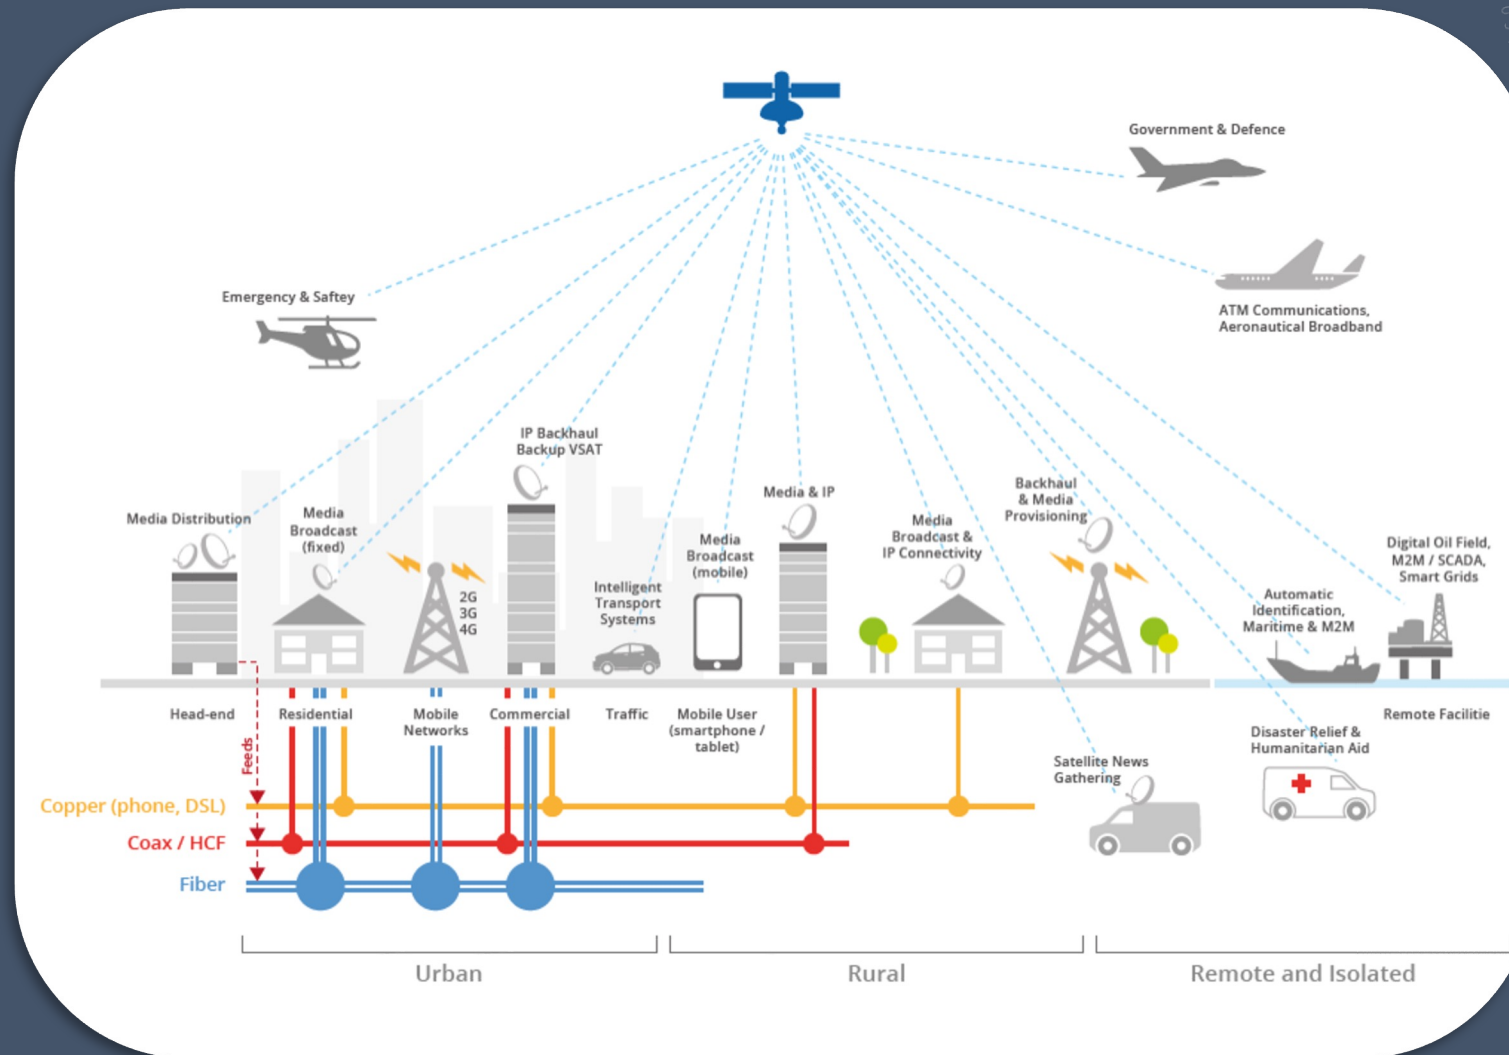 Government & Defence
ATM Communications,
Aeronautical Broadband
Emergency & Saftey
IP Backhaul
Backup VSAT
Media Distribution
Media
Broadcast
(fixed)
2G
3G
4G
Intelligent
Transport
Systems
Media
Broadcast
(mobile)
Media & IP
Media
Broadcast &
IP Connectivity
Backhaul
& Media
Provisioning
Automatic
Identification,
Maritime & M2M
Digital Oil Field,
M2M / SCADA,
Smart Grids
Head-end
Residential
Mobile
Networks
Commercial
Traffic
Mobile User
(smartphone /
tablet)
Remote Facilitie
Satellite News
Gathering
Disaster Relief &
Humanitarian Aid
Feeds
Copper (phone, DSL)
Coax / HCF
Fiber
Urban
Rural
Remote and Isolated